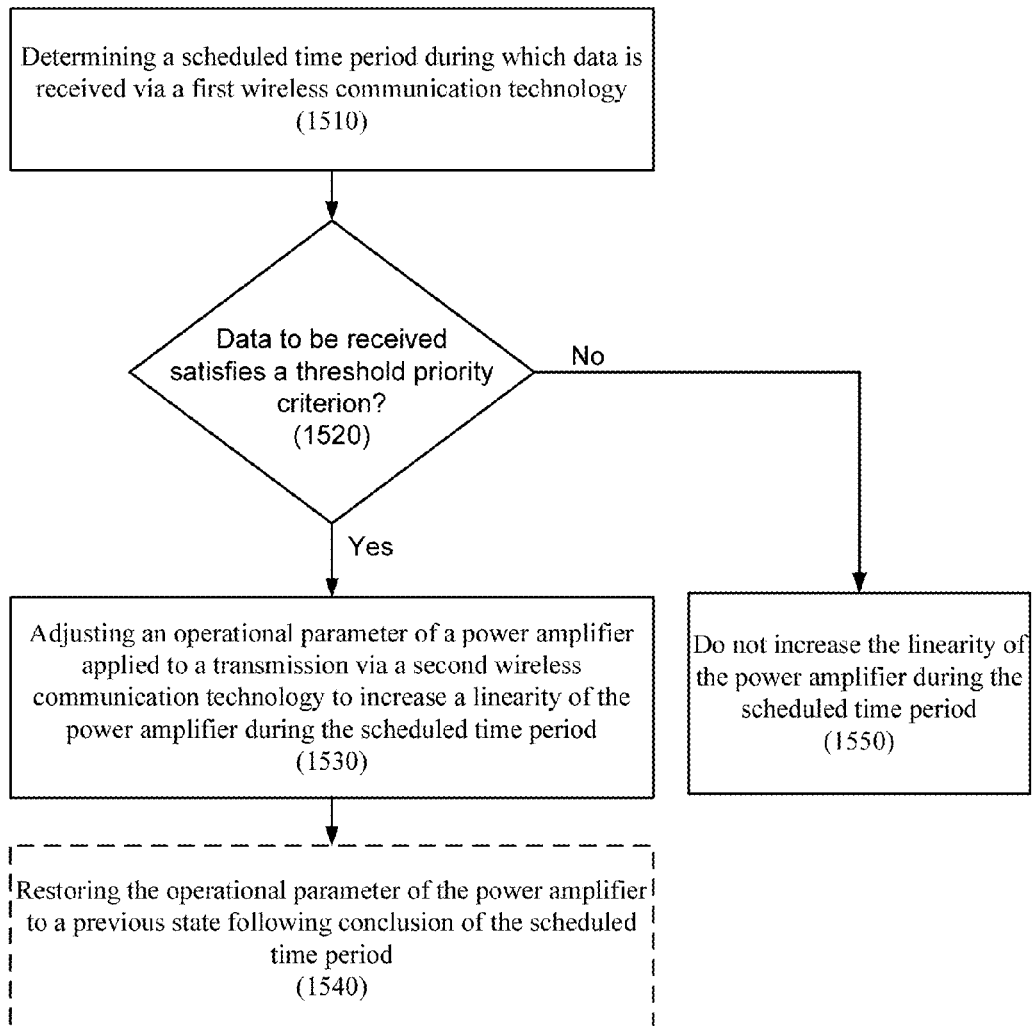 Determining a scheduled time period during which data is
received via a first wireless communication technology
(1510)
Data to be received
satisfies a threshold priority
criterion?
(1520)
No
Yes
Adjusting an operational parameter of a power amplifier
applied to a transmission via a second wireless
communication technology to increase a linearity of the
power amplifier during the scheduled time period
(1530)
Do not increase the linearity of
the power amplifier during the
scheduled time period
(1550)
Restoring the operational parameter of the power amplifier
to a previous state following conclusion of the scheduled
time period
(1540)